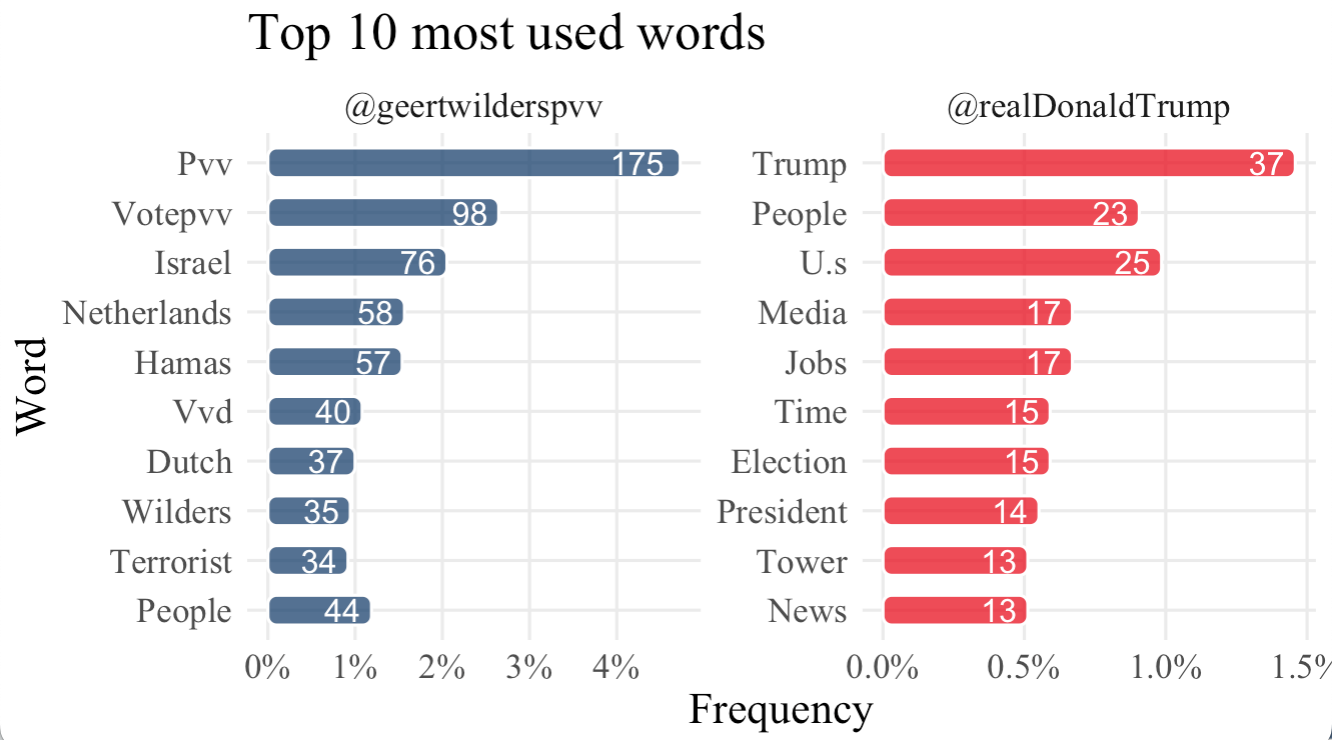 Top 10 most used words
@geertwilderspvv
Pvv 175
Votepvv 98
Israel 76
Netherlands 58
Hamas 57
Vvd 40
Dutch 37
Wilders 35
Terrorist 34
People 44
0% 1% 2% 3% 4%
@realDonaldTrump
Trump 37
People 23
U.s 25
Media 17
Jobs 17
Time 15
Election 15
President 14
Tower 13
News 13
0.0% 0.5% 1.0% 1.5%
Word
Frequency